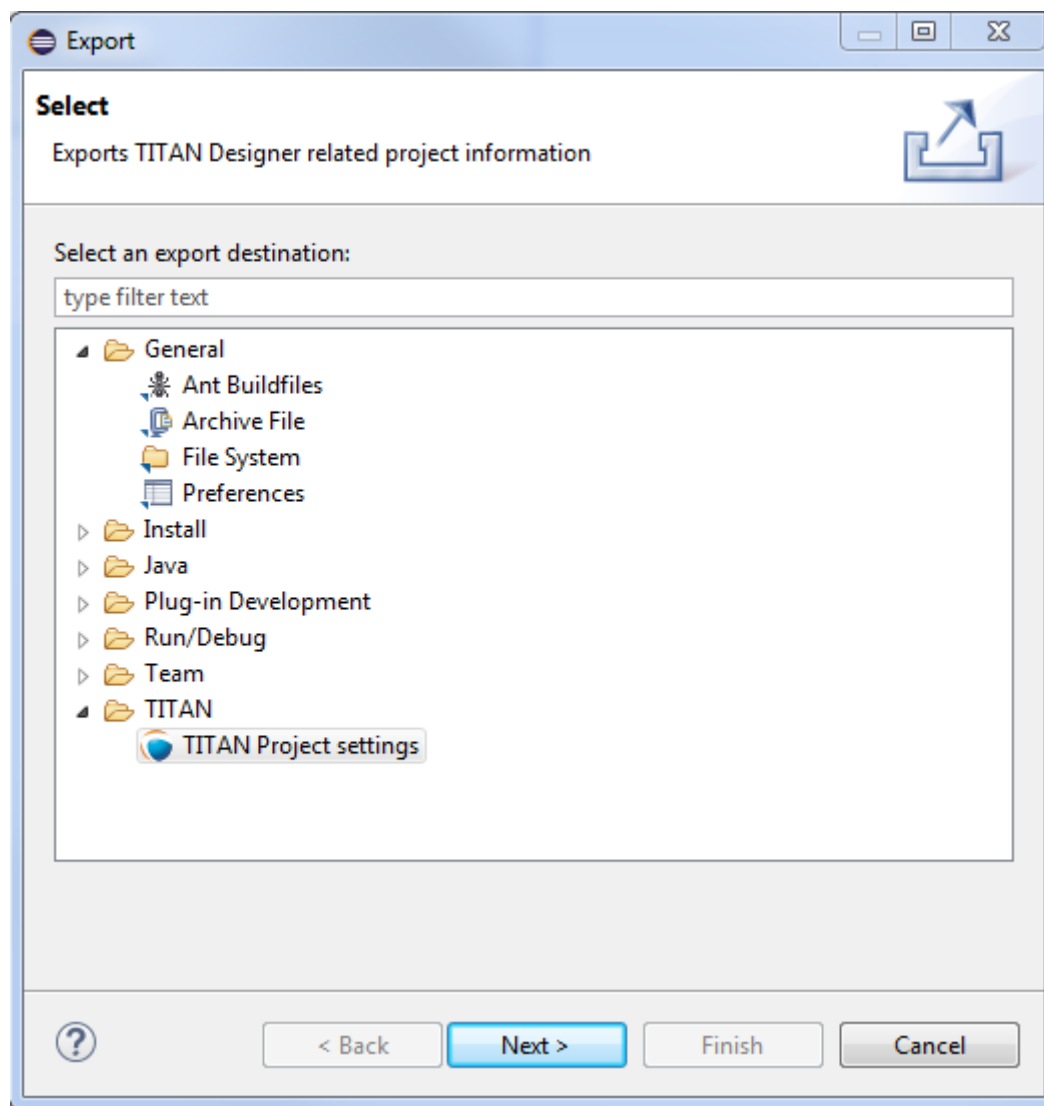 Export
Select
Exports TITAN Designer related project information
Select an export destination:
type filter text
General
Ant Buildfiles
Archive File
File System
Preferences
Install
Java
Plug-in Development
Run/Debug
Team
TITAN
TITAN Project settings
? < Back Next > Finish Cancel